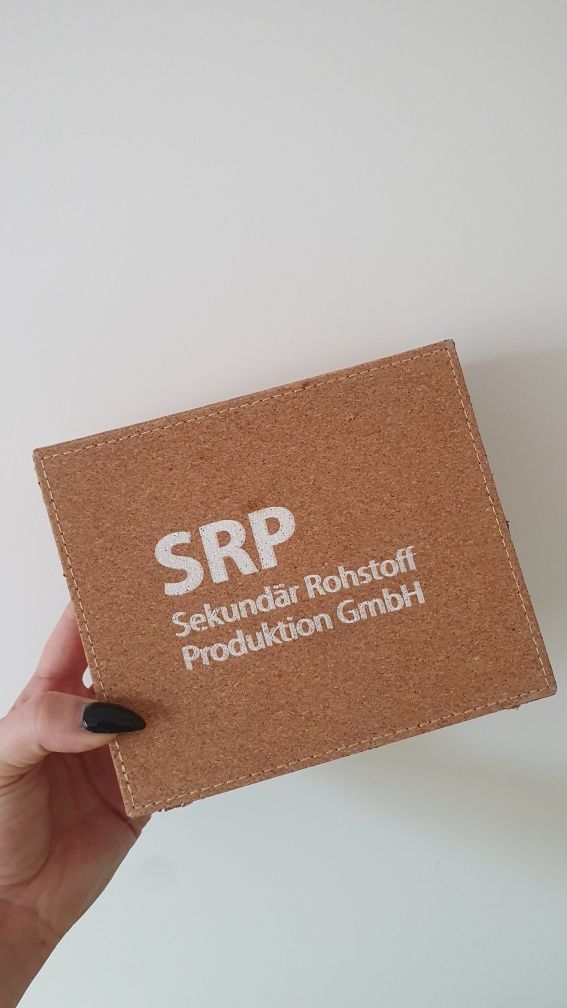 SRP
Sekundär Rohstoff
Produktion GmbH